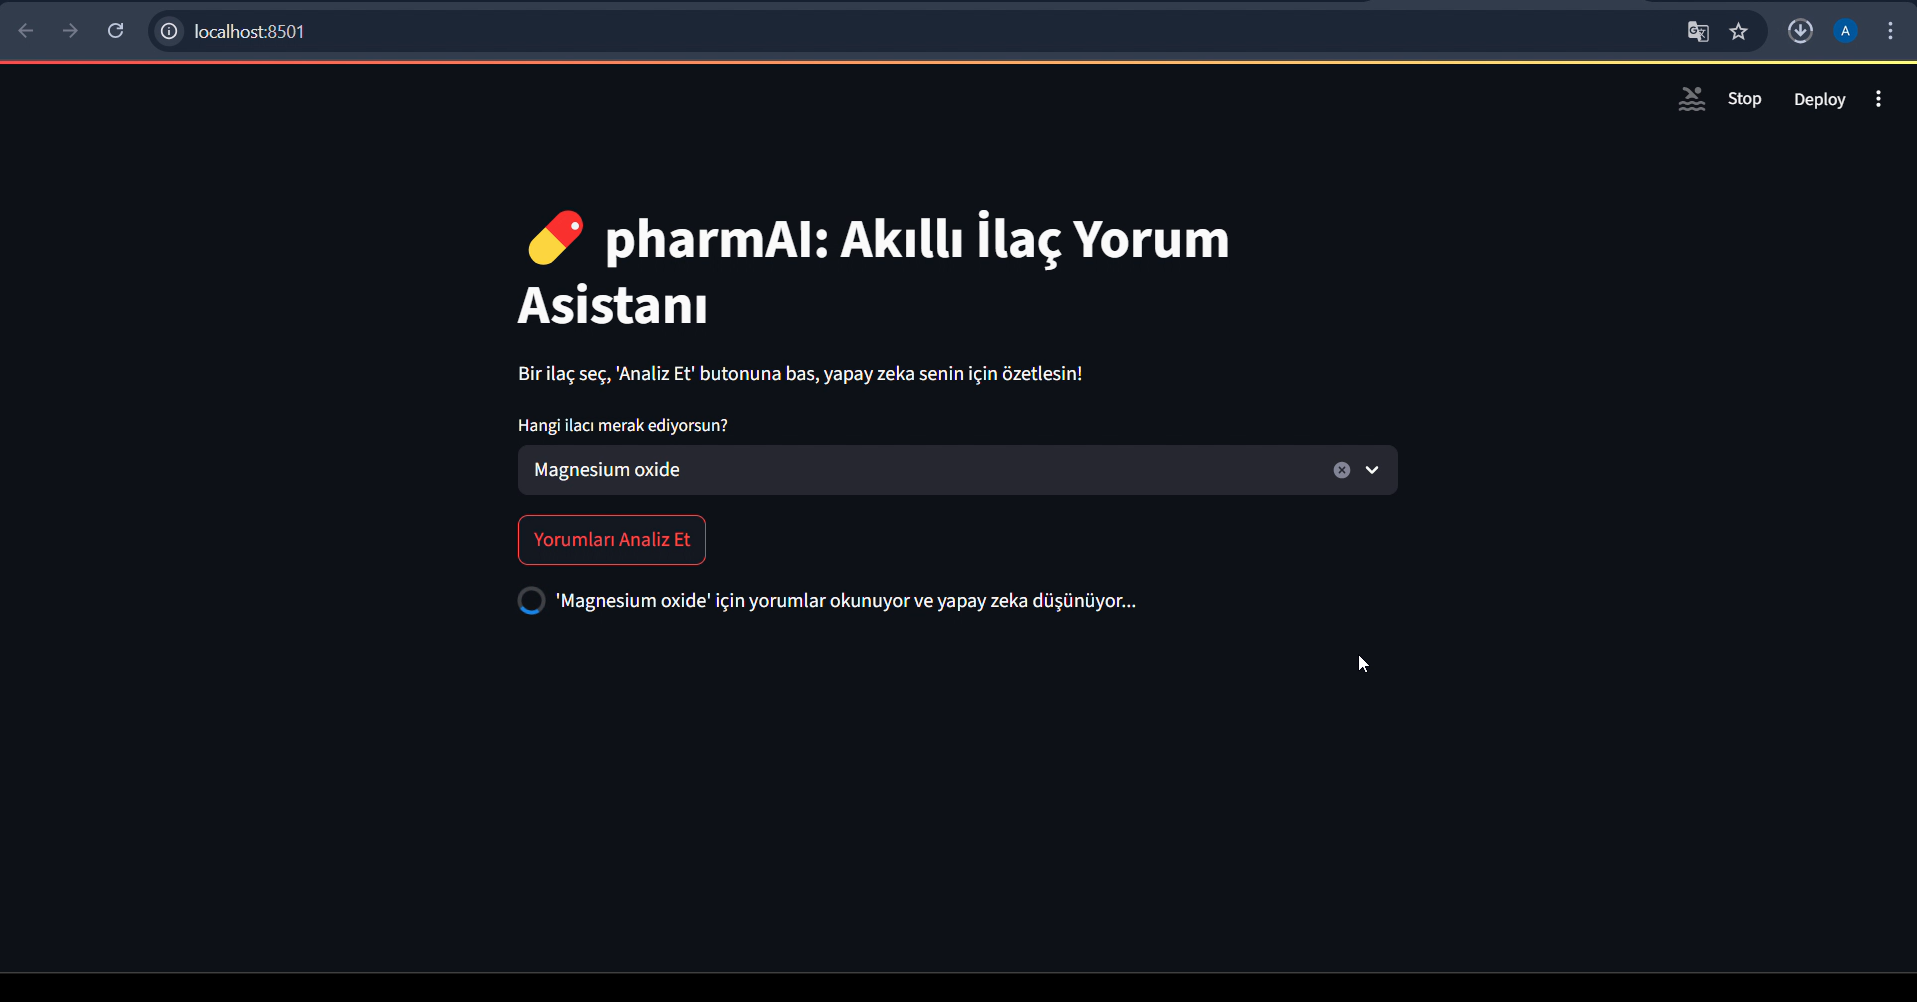 localhost:8501
A
Stop
Deploy
pharmAI: Akıllı İlaç Yorum
Asistanı
Bir ilaç seç, 'Analiz Et' butonuna bas, yapay zeka senin için özetlesin!
Hangi ilacı merak ediyorsun?
Magnesium oxide
Yorumları Analiz Et
'Magnesium oxide' için yorumlar okunuyor ve yapay zeka düşünüyor...